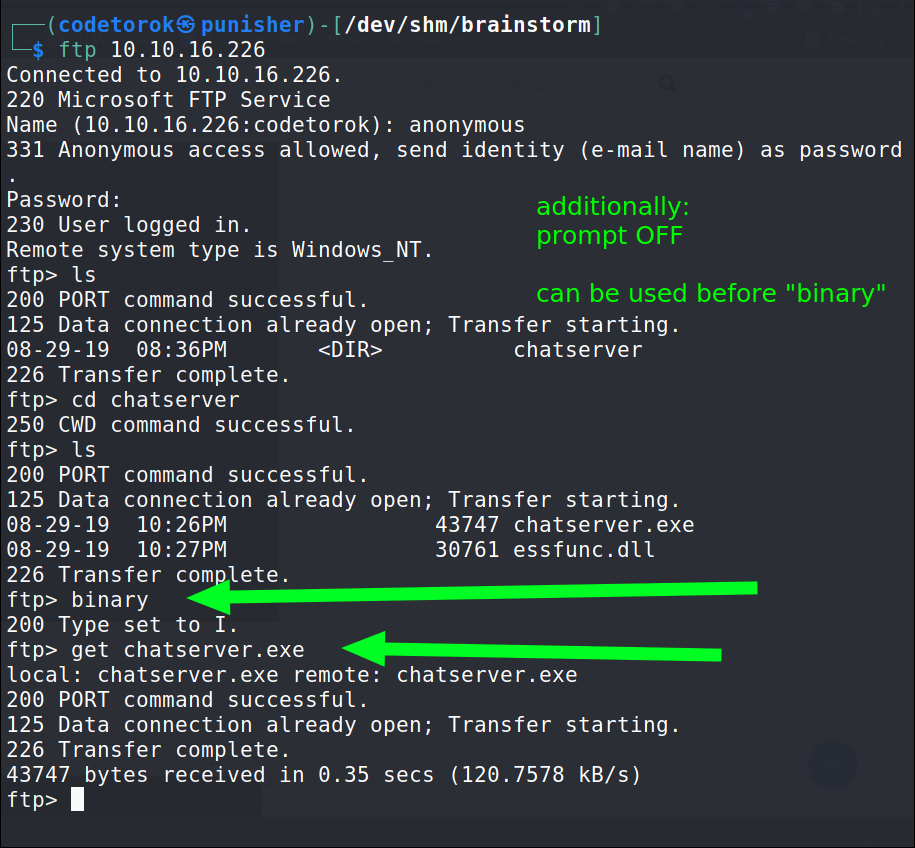 (codetorok㉿punisher)-[/dev/shm/brainstorm]
$ ftp 10.10.16.226
Connected to 10.10.16.226.
220 Microsoft FTP Service
Name (10.10.16.226:codetorok): anonymous
331 Anonymous access allowed, send identity (e-mail name) as password
.
Password:
230 User logged in.
Remote system type is Windows_NT.
ftp> ls
200 PORT command successful.
125 Data connection already open; Transfer starting.
08-29-19  08:36PM       <DIR>          chatserver
226 Transfer complete.
ftp> cd chatserver
250 CWD command successful.
ftp> ls
200 PORT command successful.
125 Data connection already open; Transfer starting.
08-29-19  10:26PM                43747 chatserver.exe
08-29-19  10:27PM                30761 essfunc.dll
226 Transfer complete.
ftp> binary
200 Type set to I.
ftp> get chatserver.exe
local: chatserver.exe remote: chatserver.exe
200 PORT command successful.
125 Data connection already open; Transfer starting.
226 Transfer complete.
43747 bytes received in 0.35 secs (120.7578 kB/s)
ftp>
additionally:
prompt OFF
can be used before "binary"